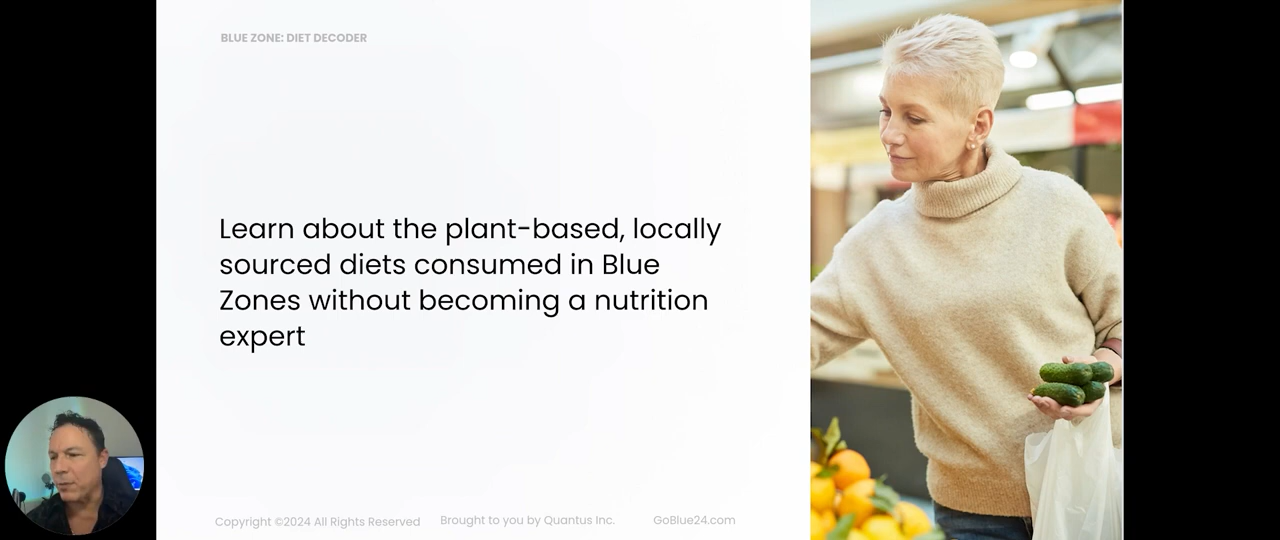 BLUE ZONE: DIET DECODER
Learn about the plant-based, locally
sourced diets consumed in Blue
Zones without becoming a nutrition
expert
Copyright ©2024 All Rights Reserved
Brought to you by Quantus Inc.
GoBlue24.com